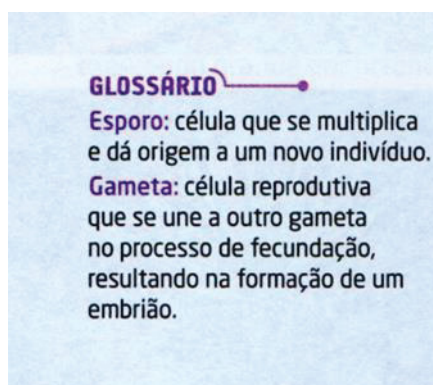 GLOSSÁRIO
Esporo: célula que se multiplica
e dá origem a um novo indivíduo.
Gameta: célula reprodutiva
que se une a outro gameta
no processo de fecundação,
resultando na formação de um
embrião.